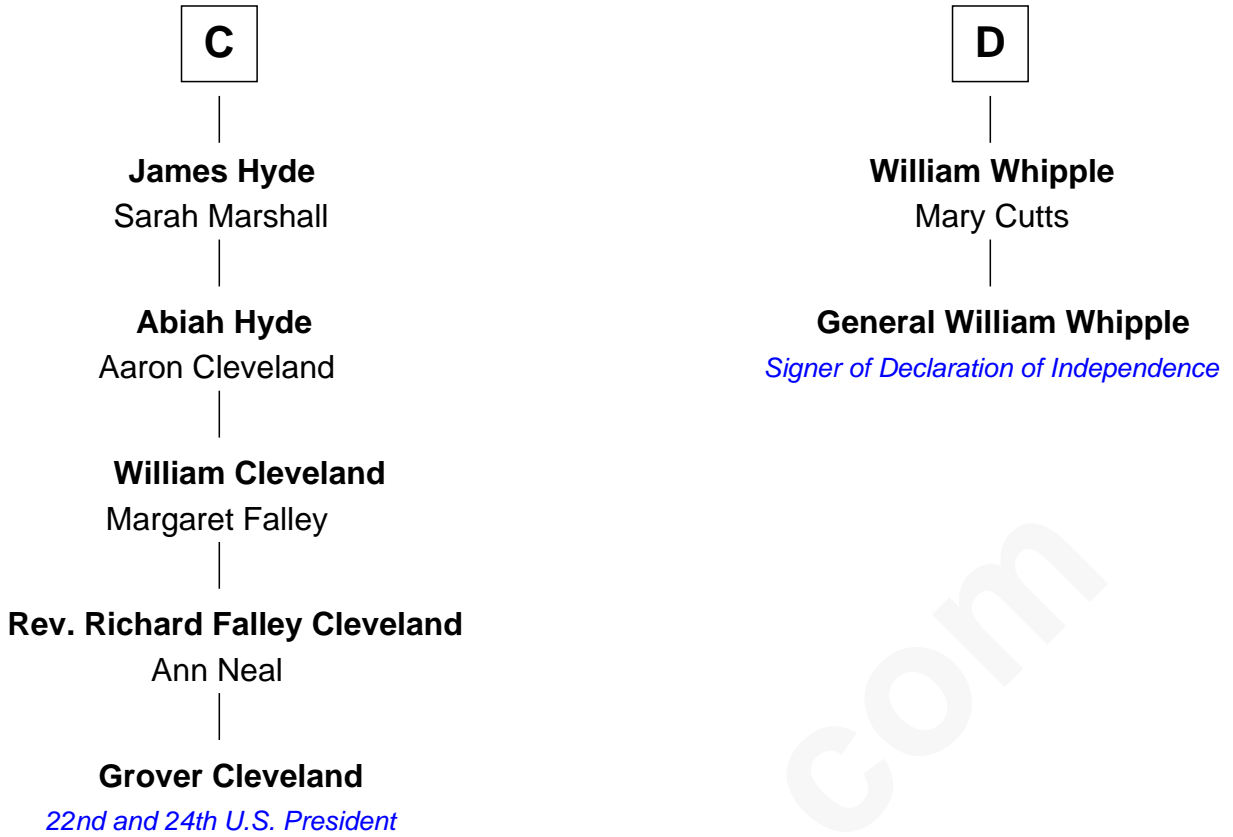 C
James Hyde
Sarah Marshall
Abiah Hyde
Aaron Cleveland
William Cleveland
Margaret Falley
Rev. Richard Falley Cleveland
Ann Neal
Grover Cleveland
22nd and 24th U.S. President
D
William Whipple
Mary Cutts
General William Whipple
Signer of Declaration of Independence
com